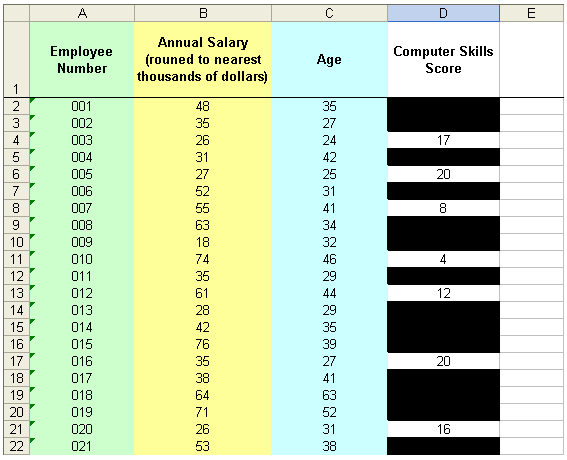 A B C D E
1 Employee Number Annual Salary (rouned to nearest thousands of dollars) Age Computer Skills Score
2 001 48 35
3 002 35 27
4 003 26 24 17
5 004 31 42
6 005 27 25 20
7 006 52 31
8 007 55 41 8
9 008 63 34
10 009 18 32
11 010 74 46 4
12 011 35 29
13 012 61 44 12
14 013 28 29
15 014 42 35
16 015 76 39
17 016 35 27 20
18 017 38 41
19 018 64 63
20 019 71 52
21 020 26 31 16
22 021 53 38